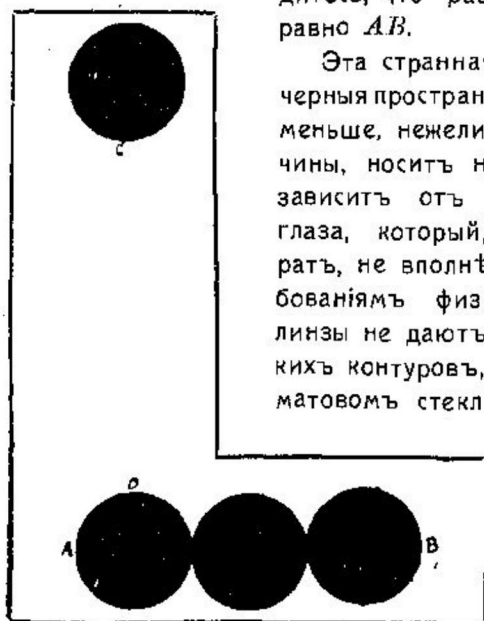 равно AB.
Эта странна
черныя простран
меньше, нежели
чины, носитъ н
зависитъ отъ
глаза, который,
ратъ, не вполнѣ
бованіямъ физ
линзы не даютъ
кихъ контуровъ,
матовомъ стекл
C
D
A B